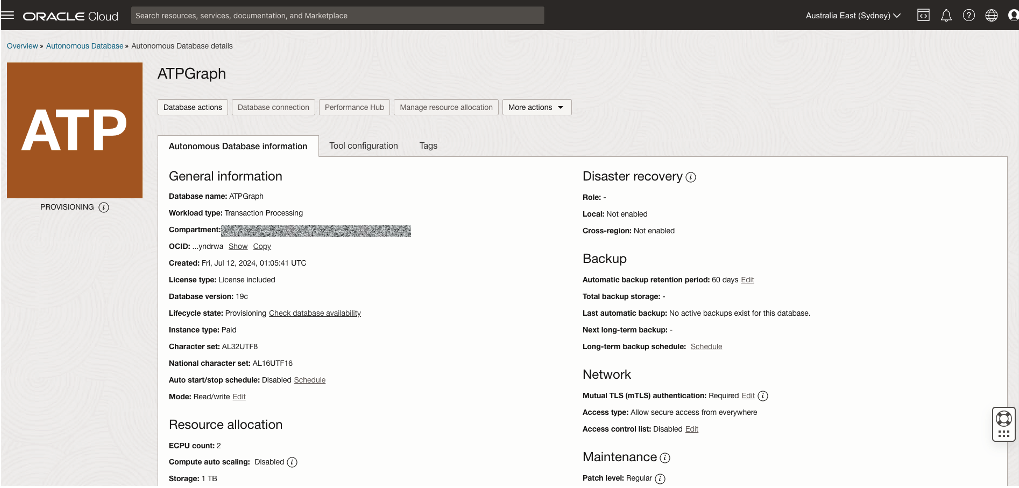 ORACLE Cloud
Search resources, services, documentation, and Marketplace
Australia East (Sydney)
Overview » Autonomous Database » Autonomous Database details
ATP
PROVISIONING
ATPGraph
Database actions
Database connection
Performance Hub
Manage resource allocation
More actions
Autonomous Database information
Tool configuration
Tags
General information
Database name: ATPGraph
Workload type: Transaction Processing
Compartment:
OCID: ...yndrwa Show Copy
Created: Fri, Jul 12, 2024, 01:05:41 UTC
License type: License included
Database version: 19c
Lifecycle state: Provisioning Check database availability
Instance type: Paid
Character set: AL32UTF8
National character set: AL16UTF16
Auto start/stop schedule: Disabled Schedule
Mode: Read/write Edit
Resource allocation
ECPU count: 2
Compute auto scaling: Disabled
Storage: 1 TB
Disaster recovery
Role: -
Local: Not enabled
Cross-region: Not enabled
Backup
Automatic backup retention period: 60 days Edit
Total backup storage: -
Last automatic backup: No active backups exist for this database.
Next long-term backup: -
Long-term backup schedule: Schedule
Network
Mutual TLS (mTLS) authentication: Required Edit
Access type: Allow secure access from everywhere
Access control list: Disabled Edit
Maintenance
Patch level: Regular